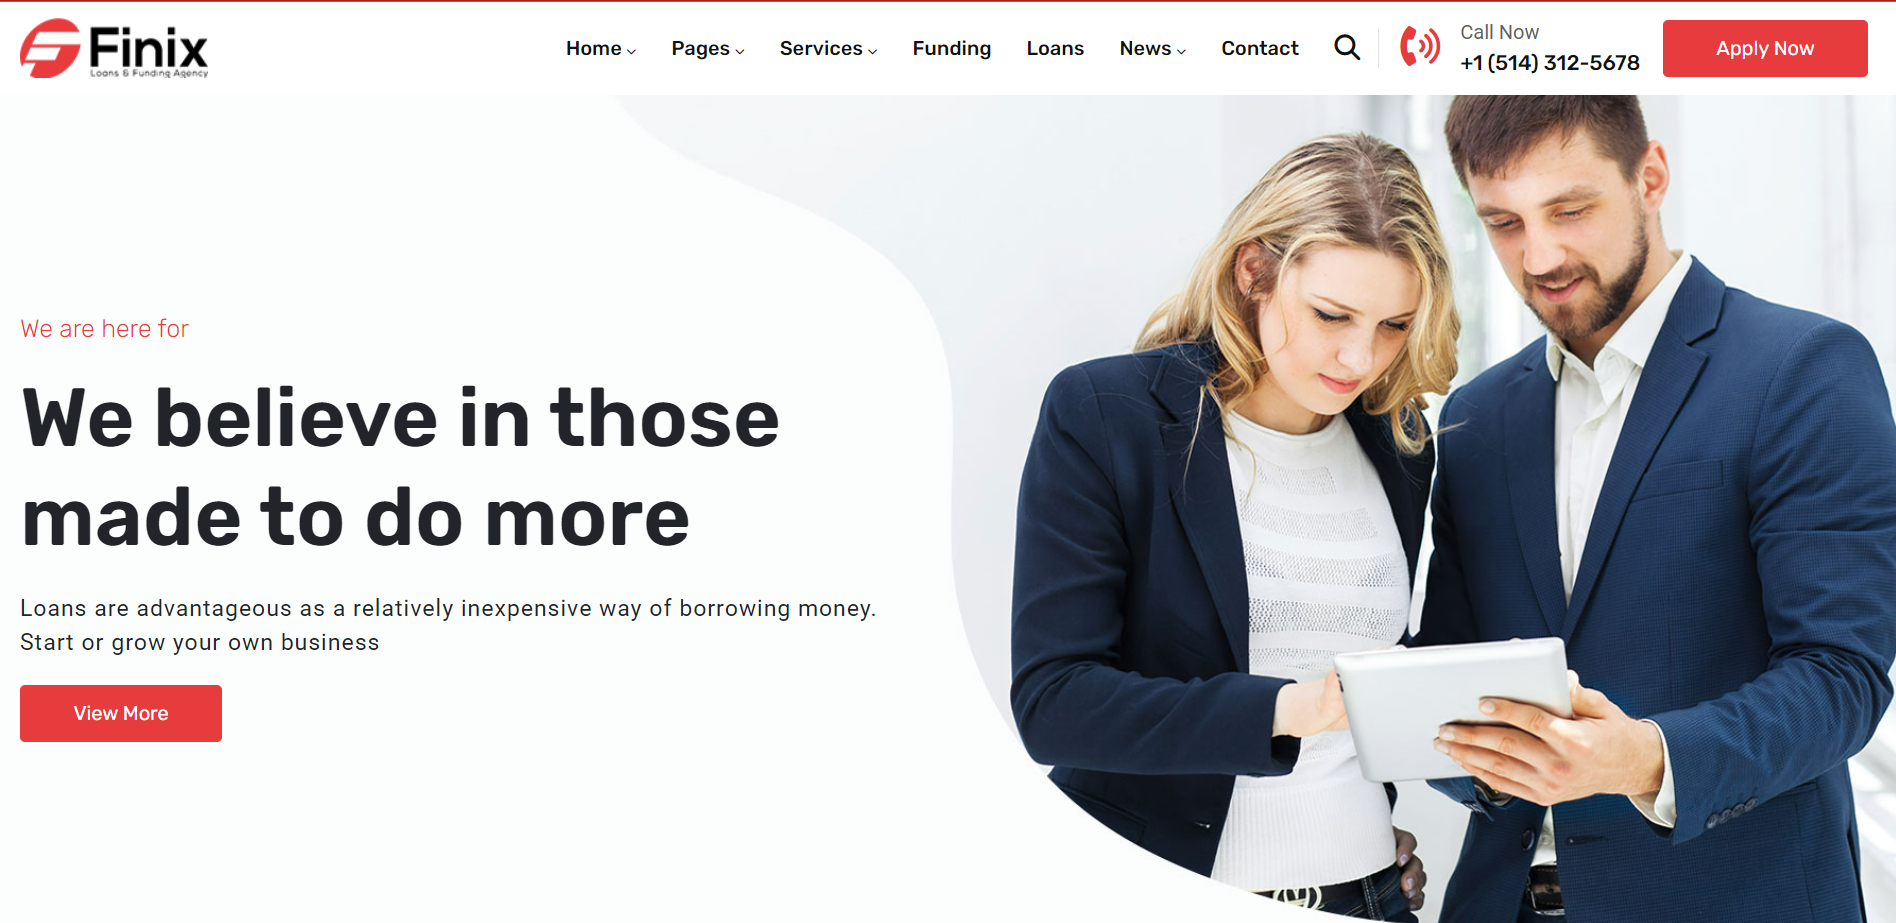 Finix
Loans & Funding Agency
Home
Pages
Services
Funding
Loans
News
Contact
Call Now
+1 (514) 312-5678
Apply Now
We are here for
We believe in those
made to do more
Loans are advantageous as a relatively inexpensive way of borrowing money.
Start or grow your own business
View More